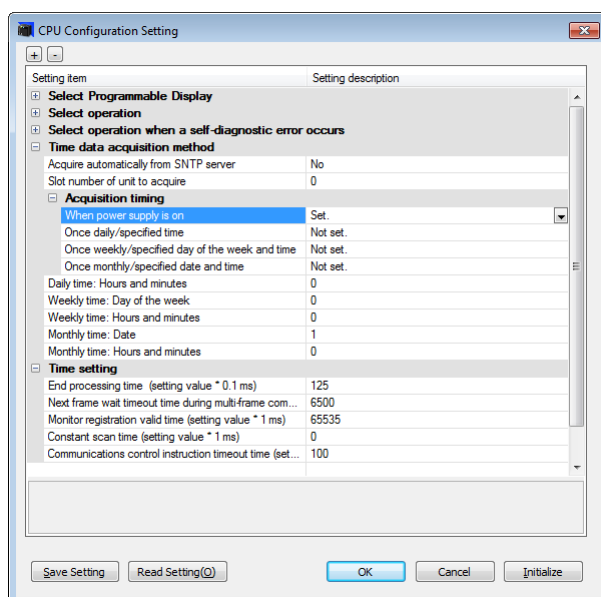 CPU Configuration Setting
+ -
Setting item Setting description
Select Programmable Display
Select operation
Select operation when a self-diagnostic error occurs
Time data acquisition method
Acquire automatically from SNTP server No
Slot number of unit to acquire 0
Acquisition timing
When power supply is on Set.
Once daily/specified time Not set.
Once weekly/specified day of the week and time Not set.
Once monthly/specified date and time Not set.
Daily time: Hours and minutes 0
Weekly time: Day of the week 0
Weekly time: Hours and minutes 0
Monthly time: Date 1
Monthly time: Hours and minutes 0
Time setting
End processing time (setting value * 0.1 ms) 125
Next frame wait timeout time during multi-frame com... 6500
Monitor registration valid time (setting value * 1 ms) 65535
Constant scan time (setting value * 1 ms) 0
Communications control instruction timeout time (set... 100
Save Setting Read Setting(O) OK Cancel Initialize